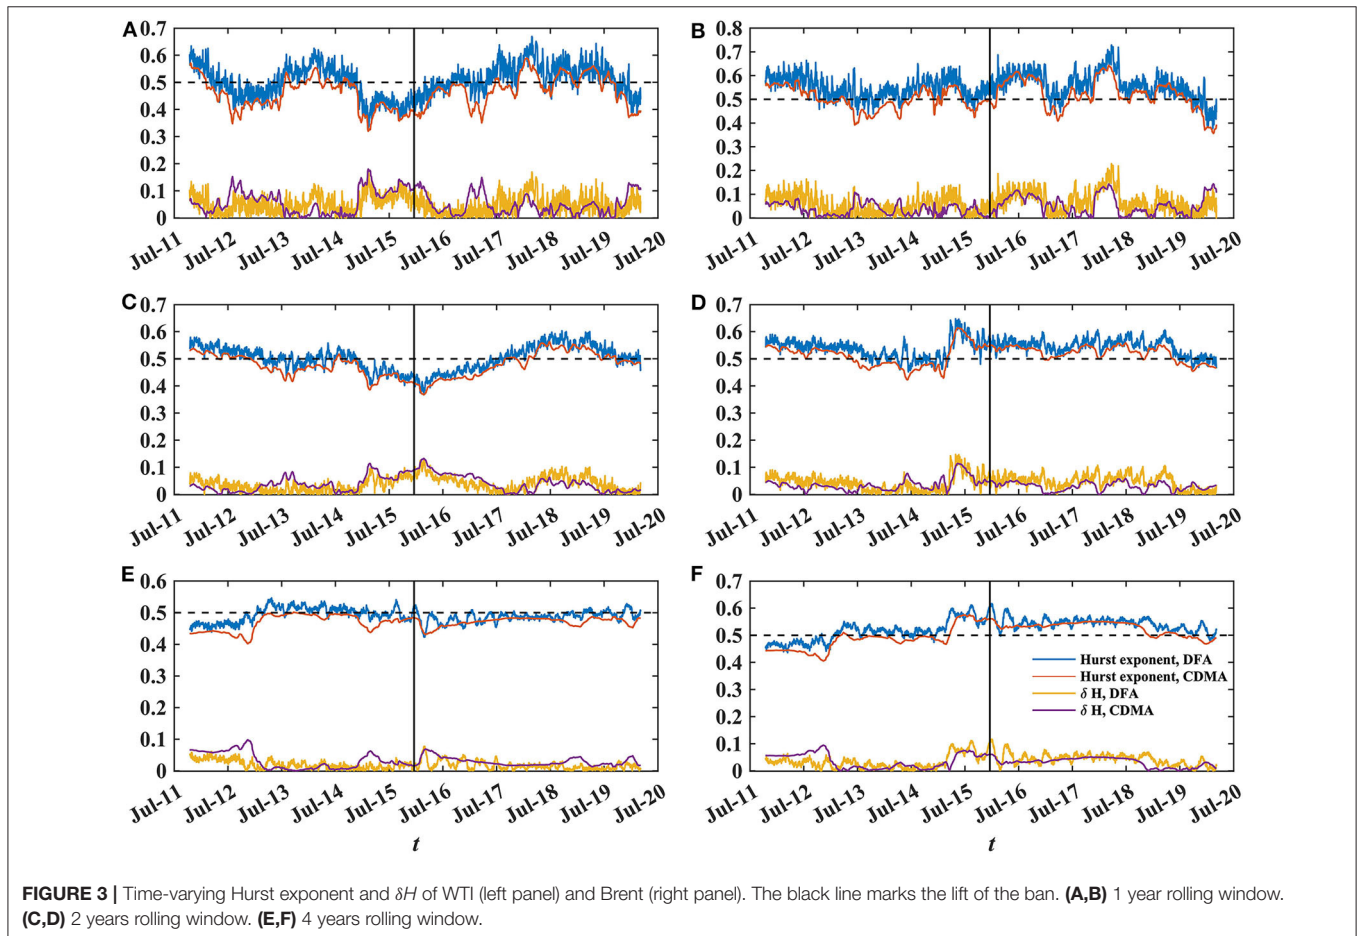 A
0.7
0.6
0.5
0.4
0.3
0.2
0.1
0
Jul-11
Jul-12
Jul-13
Jul-14
Jul-15
Jul-16
Jul-17
Jul-18
Jul-19
Jul-20
B
0.8
0.7
0.6
0.5
0.4
0.3
0.2
0.1
0
Jul-11
Jul-12
Jul-13
Jul-14
Jul-15
Jul-16
Jul-17
Jul-18
Jul-19
Jul-20
C
0.7
0.6
0.5
0.4
0.3
0.2
0.1
0
Jul-11
Jul-12
Jul-13
Jul-14
Jul-15
Jul-16
Jul-17
Jul-18
Jul-19
Jul-20
D
0.7
0.6
0.5
0.4
0.3
0.2
0.1
0
Jul-11
Jul-12
Jul-13
Jul-14
Jul-15
Jul-16
Jul-17
Jul-18
Jul-19
Jul-20
E
0.6
0.5
0.4
0.3
0.2
0.1
0
Jul-11
Jul-12
Jul-13
Jul-14
Jul-15
Jul-16
Jul-17
Jul-18
Jul-19
Jul-20
t
F
0.7
0.6
0.5
0.4
0.3
0.2
0.1
0
Hurst exponent, DFA
Hurst exponent, CDMA
δ H, DFA
δ H, CDMA
Jul-11
Jul-12
Jul-13
Jul-14
Jul-15
Jul-16
Jul-17
Jul-18
Jul-19
Jul-20
t
FIGURE 3 | Time-varying Hurst exponent and δH of WTI (left panel) and Brent (right panel). The black line marks the lift of the ban. (A,B) 1 year rolling window.
(C,D) 2 years rolling window. (E,F) 4 years rolling window.